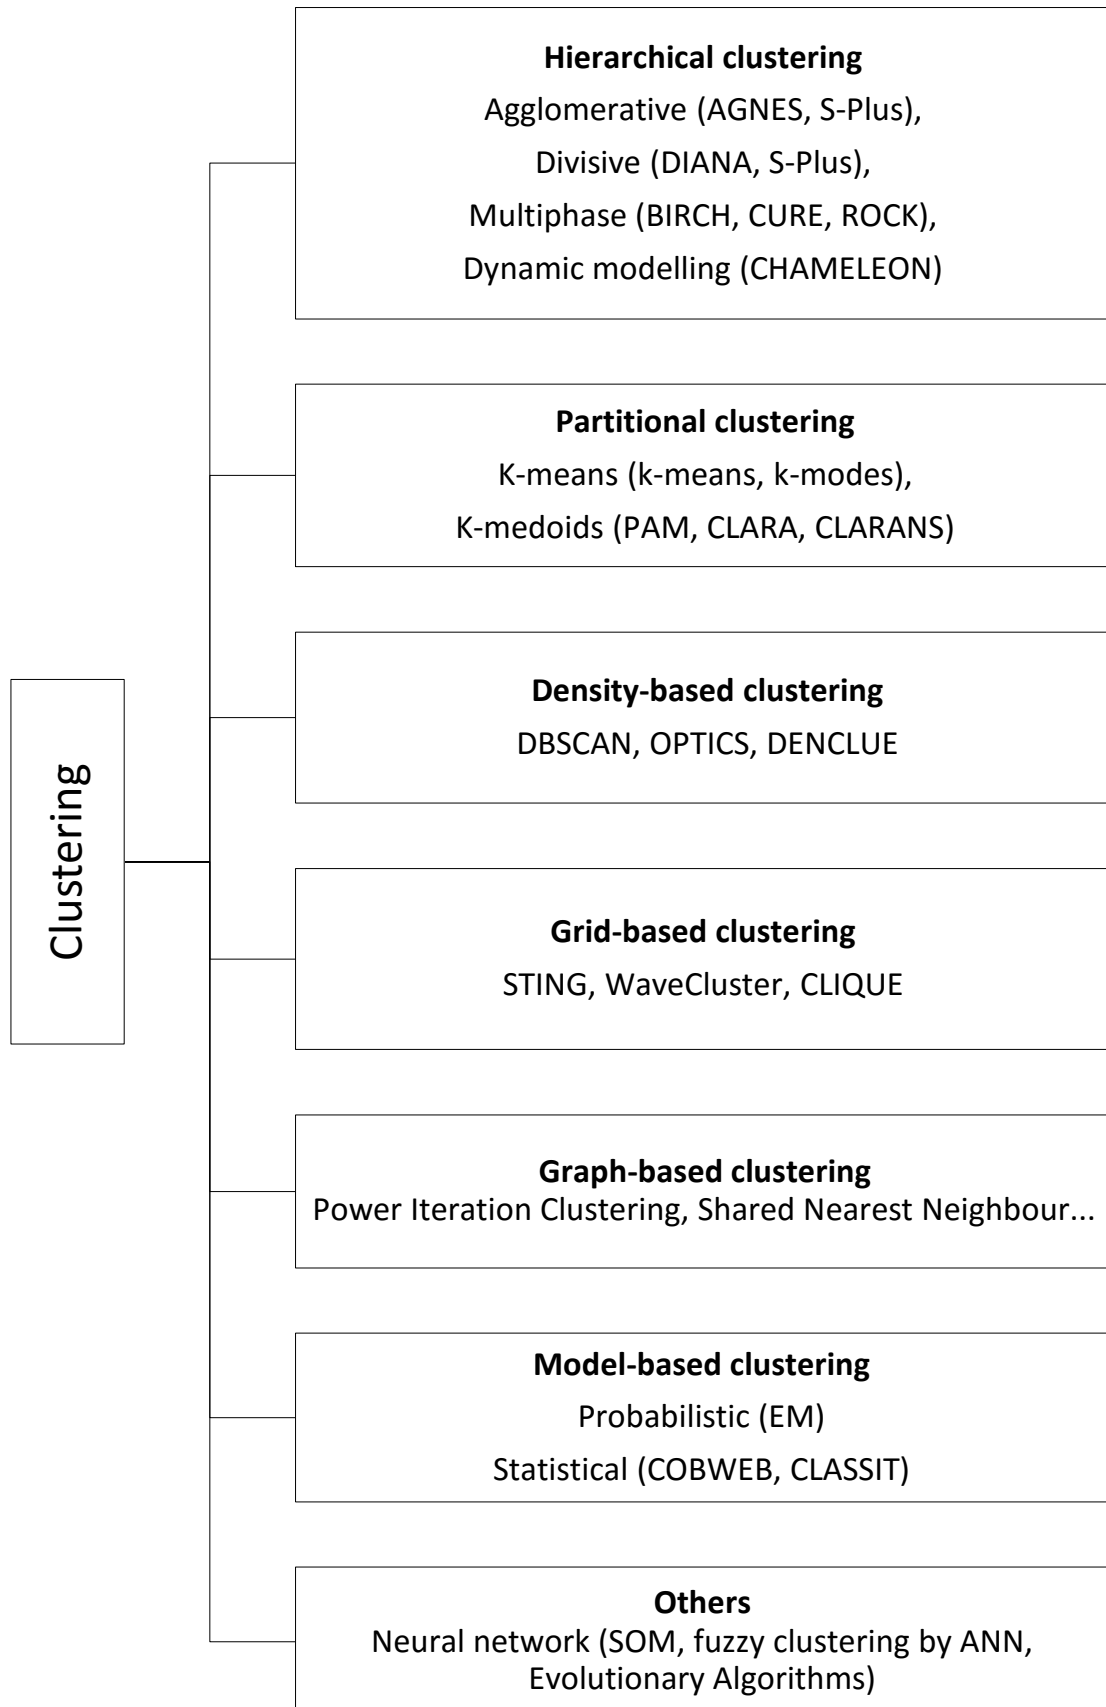 Clustering
Hierarchical clustering
Agglomerative (AGNES, S-Plus),
Divisive (DIANA, S-Plus),
Multiphase (BIRCH, CURE, ROCK),
Dynamic modelling (CHAMELEON)
Partitional clustering
K-means (k-means, k-modes),
K-medoids (PAM, CLARA, CLARANS)
Density-based clustering
DBSCAN, OPTICS, DENCLUE
Grid-based clustering
STING, WaveCluster, CLIQUE
Graph-based clustering
Power Iteration Clustering, Shared Nearest Neighbour...
Model-based clustering
Probabilistic (EM)
Statistical (COBWEB, CLASSIT)
Others
Neural network (SOM, fuzzy clustering by ANN,
Evolutionary Algorithms)